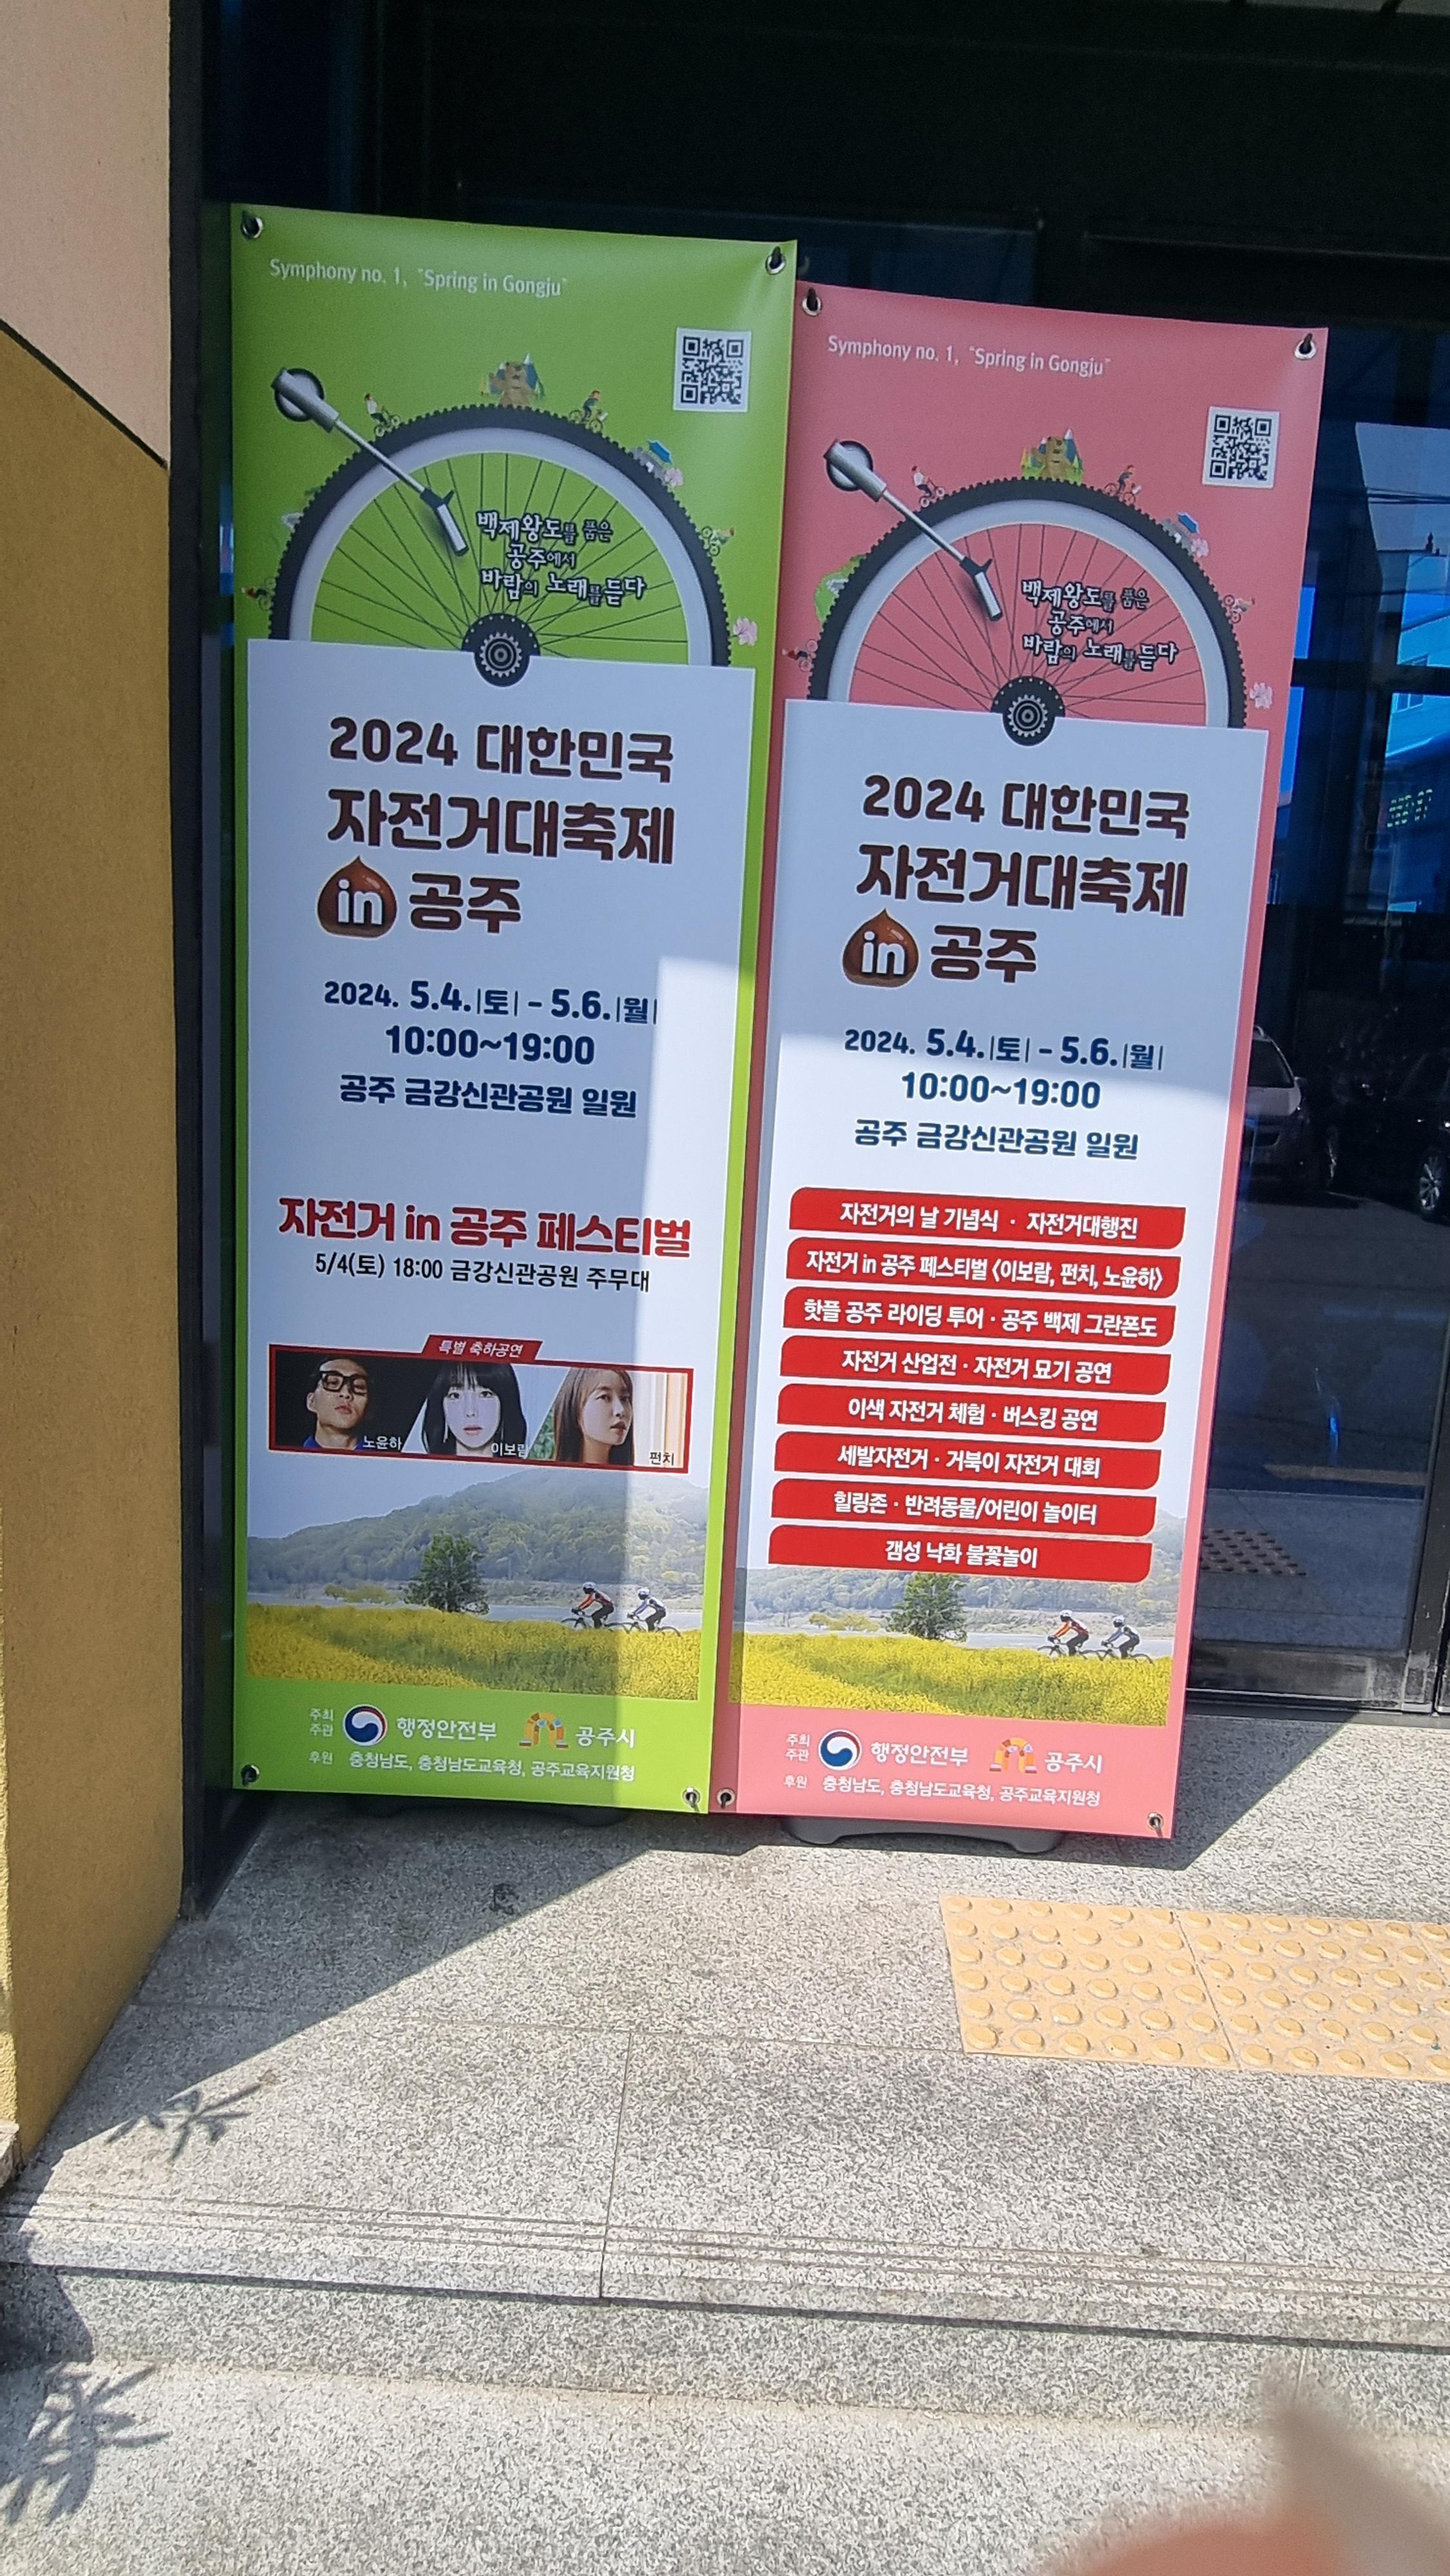 Symphony no. 1, "Spring in Gongju"
백제왕도를 품은
공주에서
바람의 노래를 듣다
2024 대한민국
자전거대축제
in 공주
2024. 5.4.|토| - 5.6.|월|
10:00~19:00
공주 금강신관공원 일원
자전거 in 공주 페스티벌
5/4(토) 18:00 금강신관공원 주무대
특별 축하공연
노윤하
이보람
펀치
주최
주관
행정안전부
공주시
후원 충청남도, 충청남도교육청, 공주교육지원청
Symphony no. 1, "Spring in Gongju"
백제왕도를 품은
공주에서
바람의 노래를 듣다
2024 대한민국
자전거대축제
in 공주
2024. 5.4.|토| - 5.6.|월|
10:00~19:00
공주 금강신관공원 일원
자전거의 날 기념식 · 자전거대행진
자전거 in 공주 페스티벌 <이보람, 펀치, 노윤하>
핫플 공주 라이딩 투어 · 공주 백제 그란폰도
자전거 산업전 · 자전거 묘기 공연
이색 자전거 체험 · 버스킹 공연
세발자전거 · 거북이 자전거 대회
힐링존 · 반려동물/어린이 놀이터
갬성 낙화 불꽃놀이
주최
주관
행정안전부
공주시
후원 충청남도, 충청남도교육청, 공주교육지원청